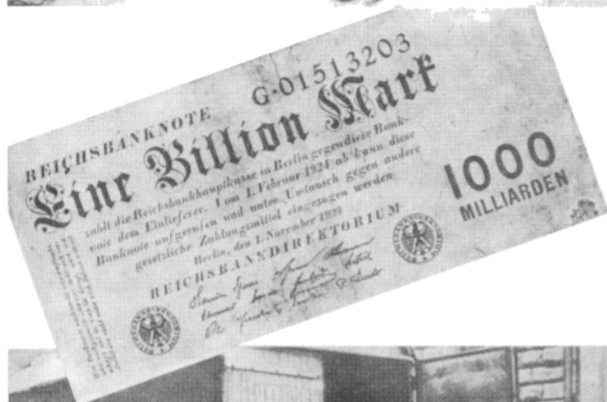 G·01513203
REICHSBANKNOTE
Eine Billion Mark
zahlt die Reichsbankhauptkasse in Berlin gegen diese Bank-
note dem Einlieferer. Vom 1. Februar 1924 ab kann diese
Banknote aufgerufen und unter Umtausch gegen andere
gesetzliche Zahlungsmittel eingezogen werden
Berlin, den 1. November 1923
REICHSBANKDIREKTORIUM
1000
MILLIARDEN